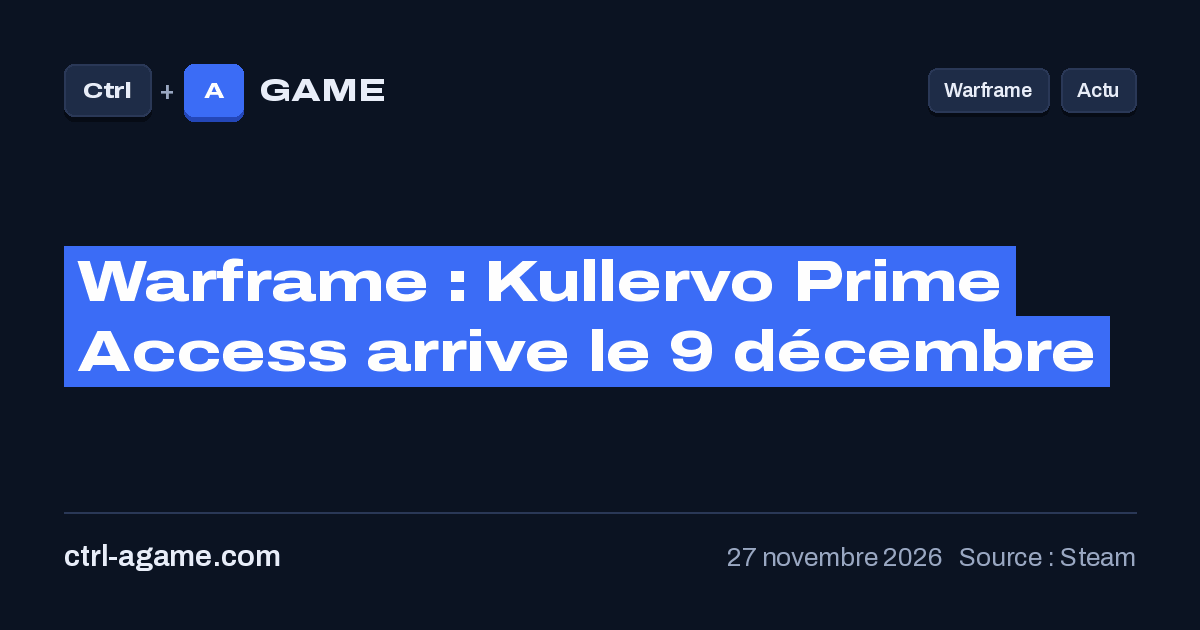 Ctrl + A GAME
Warframe Actu
Warframe : Kullervo Prime
Access arrive le 9 décembre
ctrl-agame.com
27 novembre 2026 Source : Steam